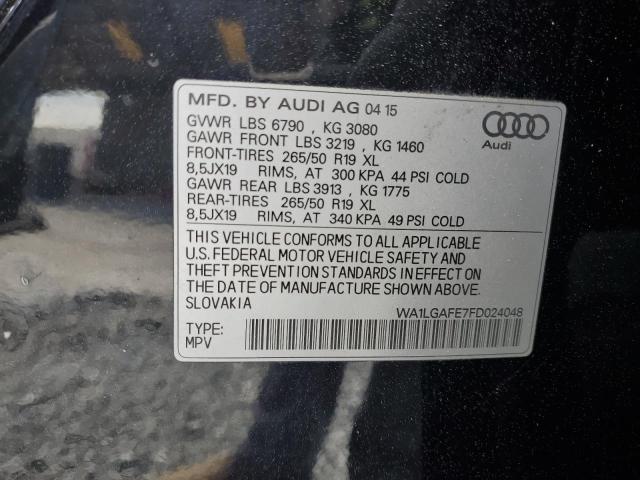 MFD. BY AUDI AG 04 15
GVWR LBS 6790 , KG 3080
GAWR FRONT LBS 3219 , KG 1460
FRONT-TIRES 265/50 R19 XL
8,5JX19 RIMS, AT 300 KPA 44 PSI COLD
GAWR REAR LBS 3913 , KG 1775
REAR-TIRES 265/50 R19 XL
8,5JX19 RIMS, AT 340 KPA 49 PSI COLD
Audi
THIS VEHICLE CONFORMS TO ALL APPLICABLE
U.S. FEDERAL MOTOR VEHICLE SAFETY AND
THEFT PREVENTION STANDARDS IN EFFECT ON
THE DATE OF MANUFACTURE SHOWN ABOVE.
SLOVAKIA
WA1LGAFE7FD024048
TYPE:
MPV